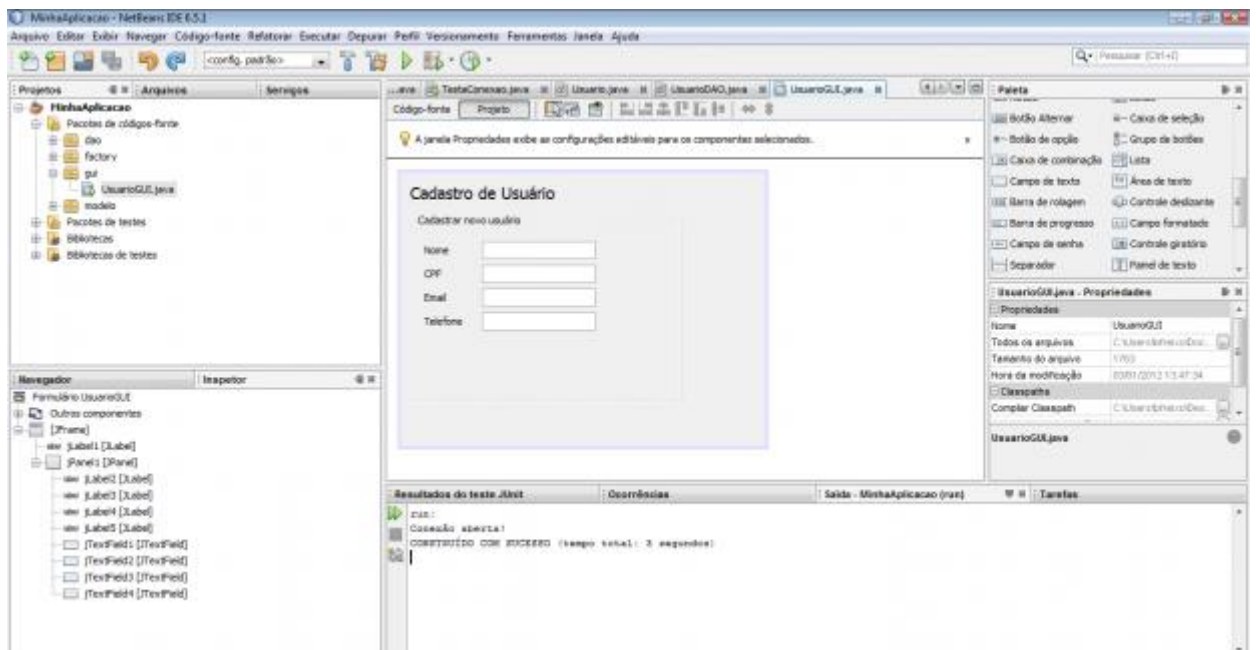 MinhaAplicacao - NetBeans IDE 6.5.1
Arquivo Editar Exibir Navegar Código-fonte Refatorar Executar Depurar Perfil Versionamento Ferramentas Janela Ajuda
<config. padrão>
Pesquisar (Ctrl+I)
Projetos
Arquivos
Serviços
MinhaAplicacao
Pacotes de códigos-fonte
dao
factory
gui
UsuarioGUI.java
modelo
Pacotes de testes
Bibliotecas
Bibliotecas de testes
Navegador
Inspetor
Formulário UsuarioGUI
Outros componentes
[JFrame]
jLabel1 [JLabel]
jPanel1 [JPanel]
jLabel2 [JLabel]
jLabel3 [JLabel]
jLabel4 [JLabel]
jLabel5 [JLabel]
jTextField1 [JTextField]
jTextField2 [JTextField]
jTextField3 [JTextField]
jTextField4 [JTextField]
TesteConexao.java
Usuario.java
UsuarioDAO.java
UsuarioGUI.java
Código-fonte
Projeto
A janela Propriedades exibe as configurações editáveis para os componentes selecionados.
Cadastro de Usuário
Cadastrar novo usuário
Nome
CPF
Email
Telefone
Resultados do teste JUnit
Ocorrências
Saída - MinhaAplicacao (run)
Tarefas
run:
Conexão aberta!
CONSTRUÍDO COM SUCESSO (tempo total: 3 segundos)
Paleta
Botão Alternar
Caixa de seleção
Botão de opção
Grupo de botões
Caixa de combinação
Lista
Campo de texto
Área de texto
Barra de rolagem
Controle deslizante
Barra de progresso
Campo formatado
Campo de senha
Controle giratório
Separador
Painel de texto
UsuarioGUI.java - Propriedades
Propriedades
Nome
UsuarioGUI
Todos os arquivos
Tamanho do arquivo
1763
Hora da modificação
03/01/2012 13:47:34
Classpaths
Compilar Classpath
UsuarioGUI.java